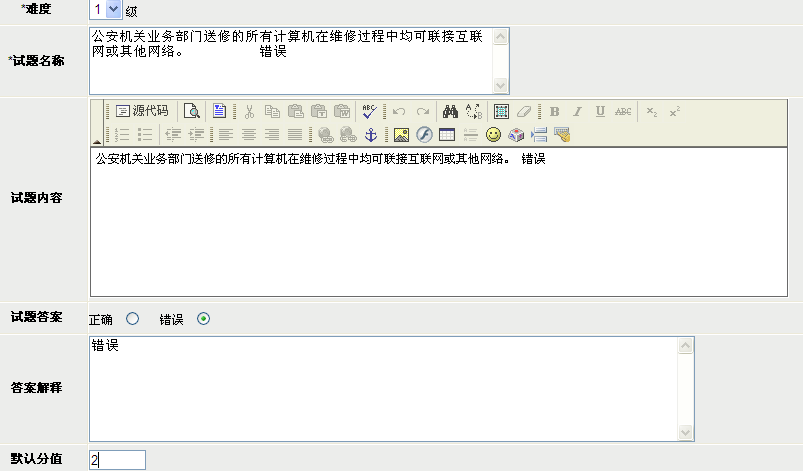 *难度 1 级
*试题名称
公安机关业务部门送修的所有计算机在维修过程中均可联接互联
网或其他网络。 错误
源代码
ABC
B I U ABC x₂ x²
试题内容
公安机关业务部门送修的所有计算机在维修过程中均可联接互联网或其他网络。 错误
试题答案 正确 错误
答案解释
错误
默认分值 2